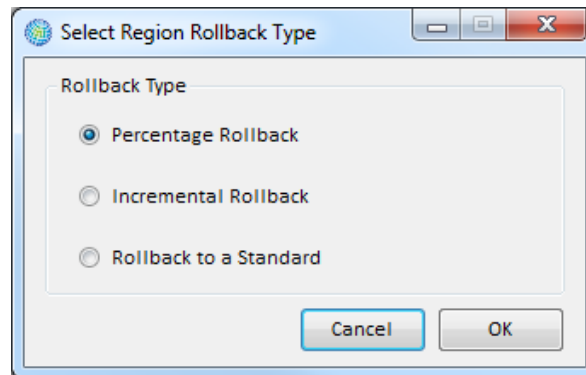 Select Region Rollback Type
Rollback Type
Percentage Rollback
Incremental Rollback
Rollback to a Standard
Cancel
OK